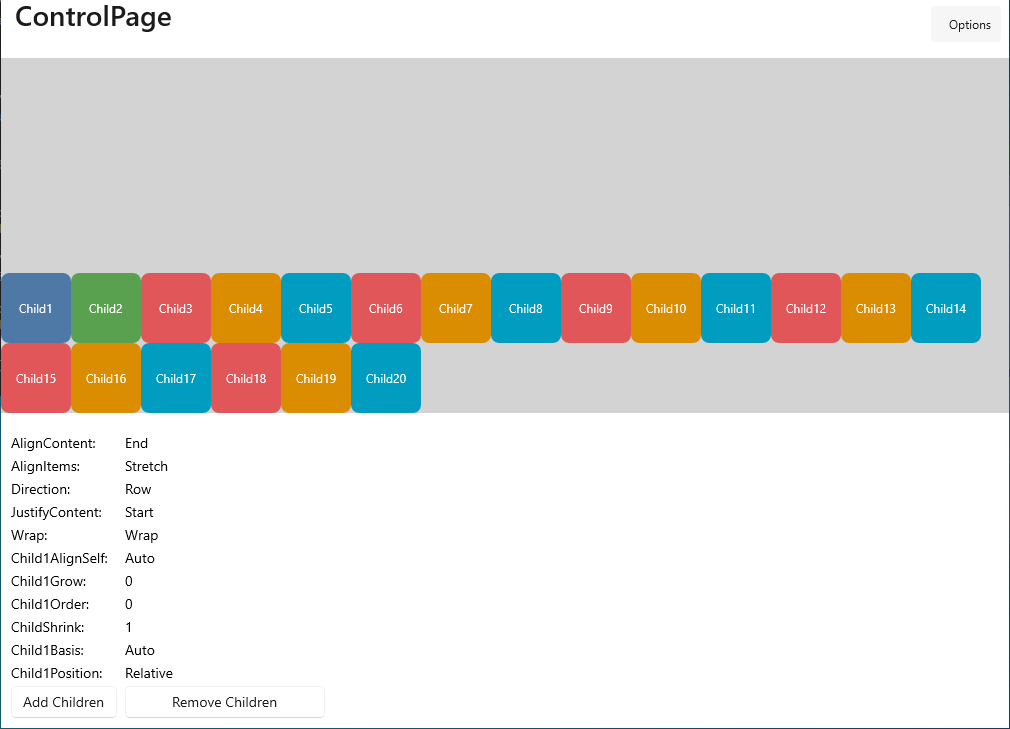 ControlPage
Options
Child1 Child2 Child3 Child4 Child5 Child6 Child7 Child8 Child9 Child10 Child11 Child12 Child13 Child14
Child15 Child16 Child17 Child18 Child19 Child20
AlignContent: End
AlignItems: Stretch
Direction: Row
JustifyContent: Start
Wrap: Wrap
Child1AlignSelf: Auto
Child1Grow: 0
Child1Order: 0
ChildShrink: 1
Child1Basis: Auto
Child1Position: Relative
Add Children Remove Children